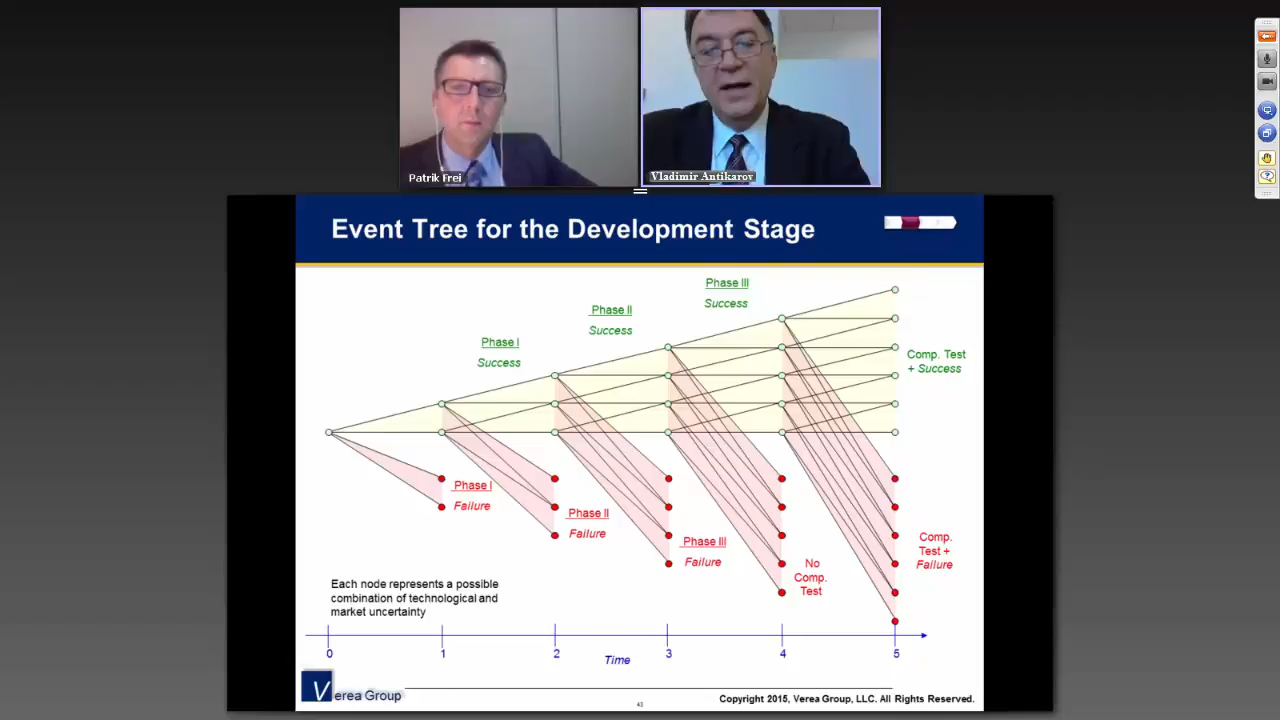 Patrik Frei
Vladimir Antikarov
Event Tree for the Development Stage
Phase III
Success
Phase II
Success
Phase I
Success
Comp. Test
+ Success
Phase I
Failure
Phase II
Failure
Phase III
Failure
No
Comp.
Test
Comp.
Test +
Failure
Each node represents a possible
combination of technological and
market uncertainty
0 1 2 3 4 5
Time
Verea Group
Copyright 2015, Verea Group, LLC. All Rights Reserved.
43